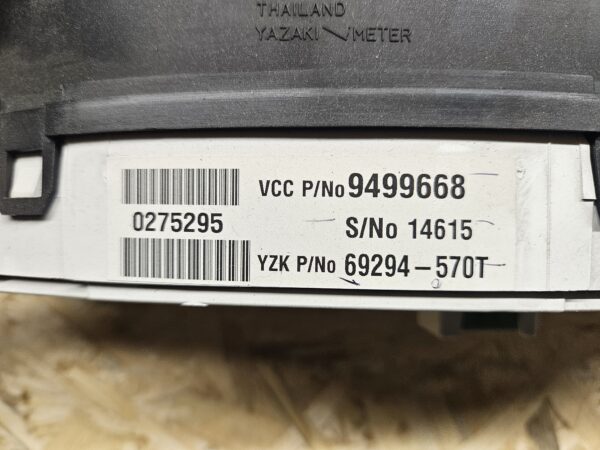 THAILAND
YAZAKI METER
VCC P/No 9499668
0275295
S/No 14615
YZK P/No 69294-570T